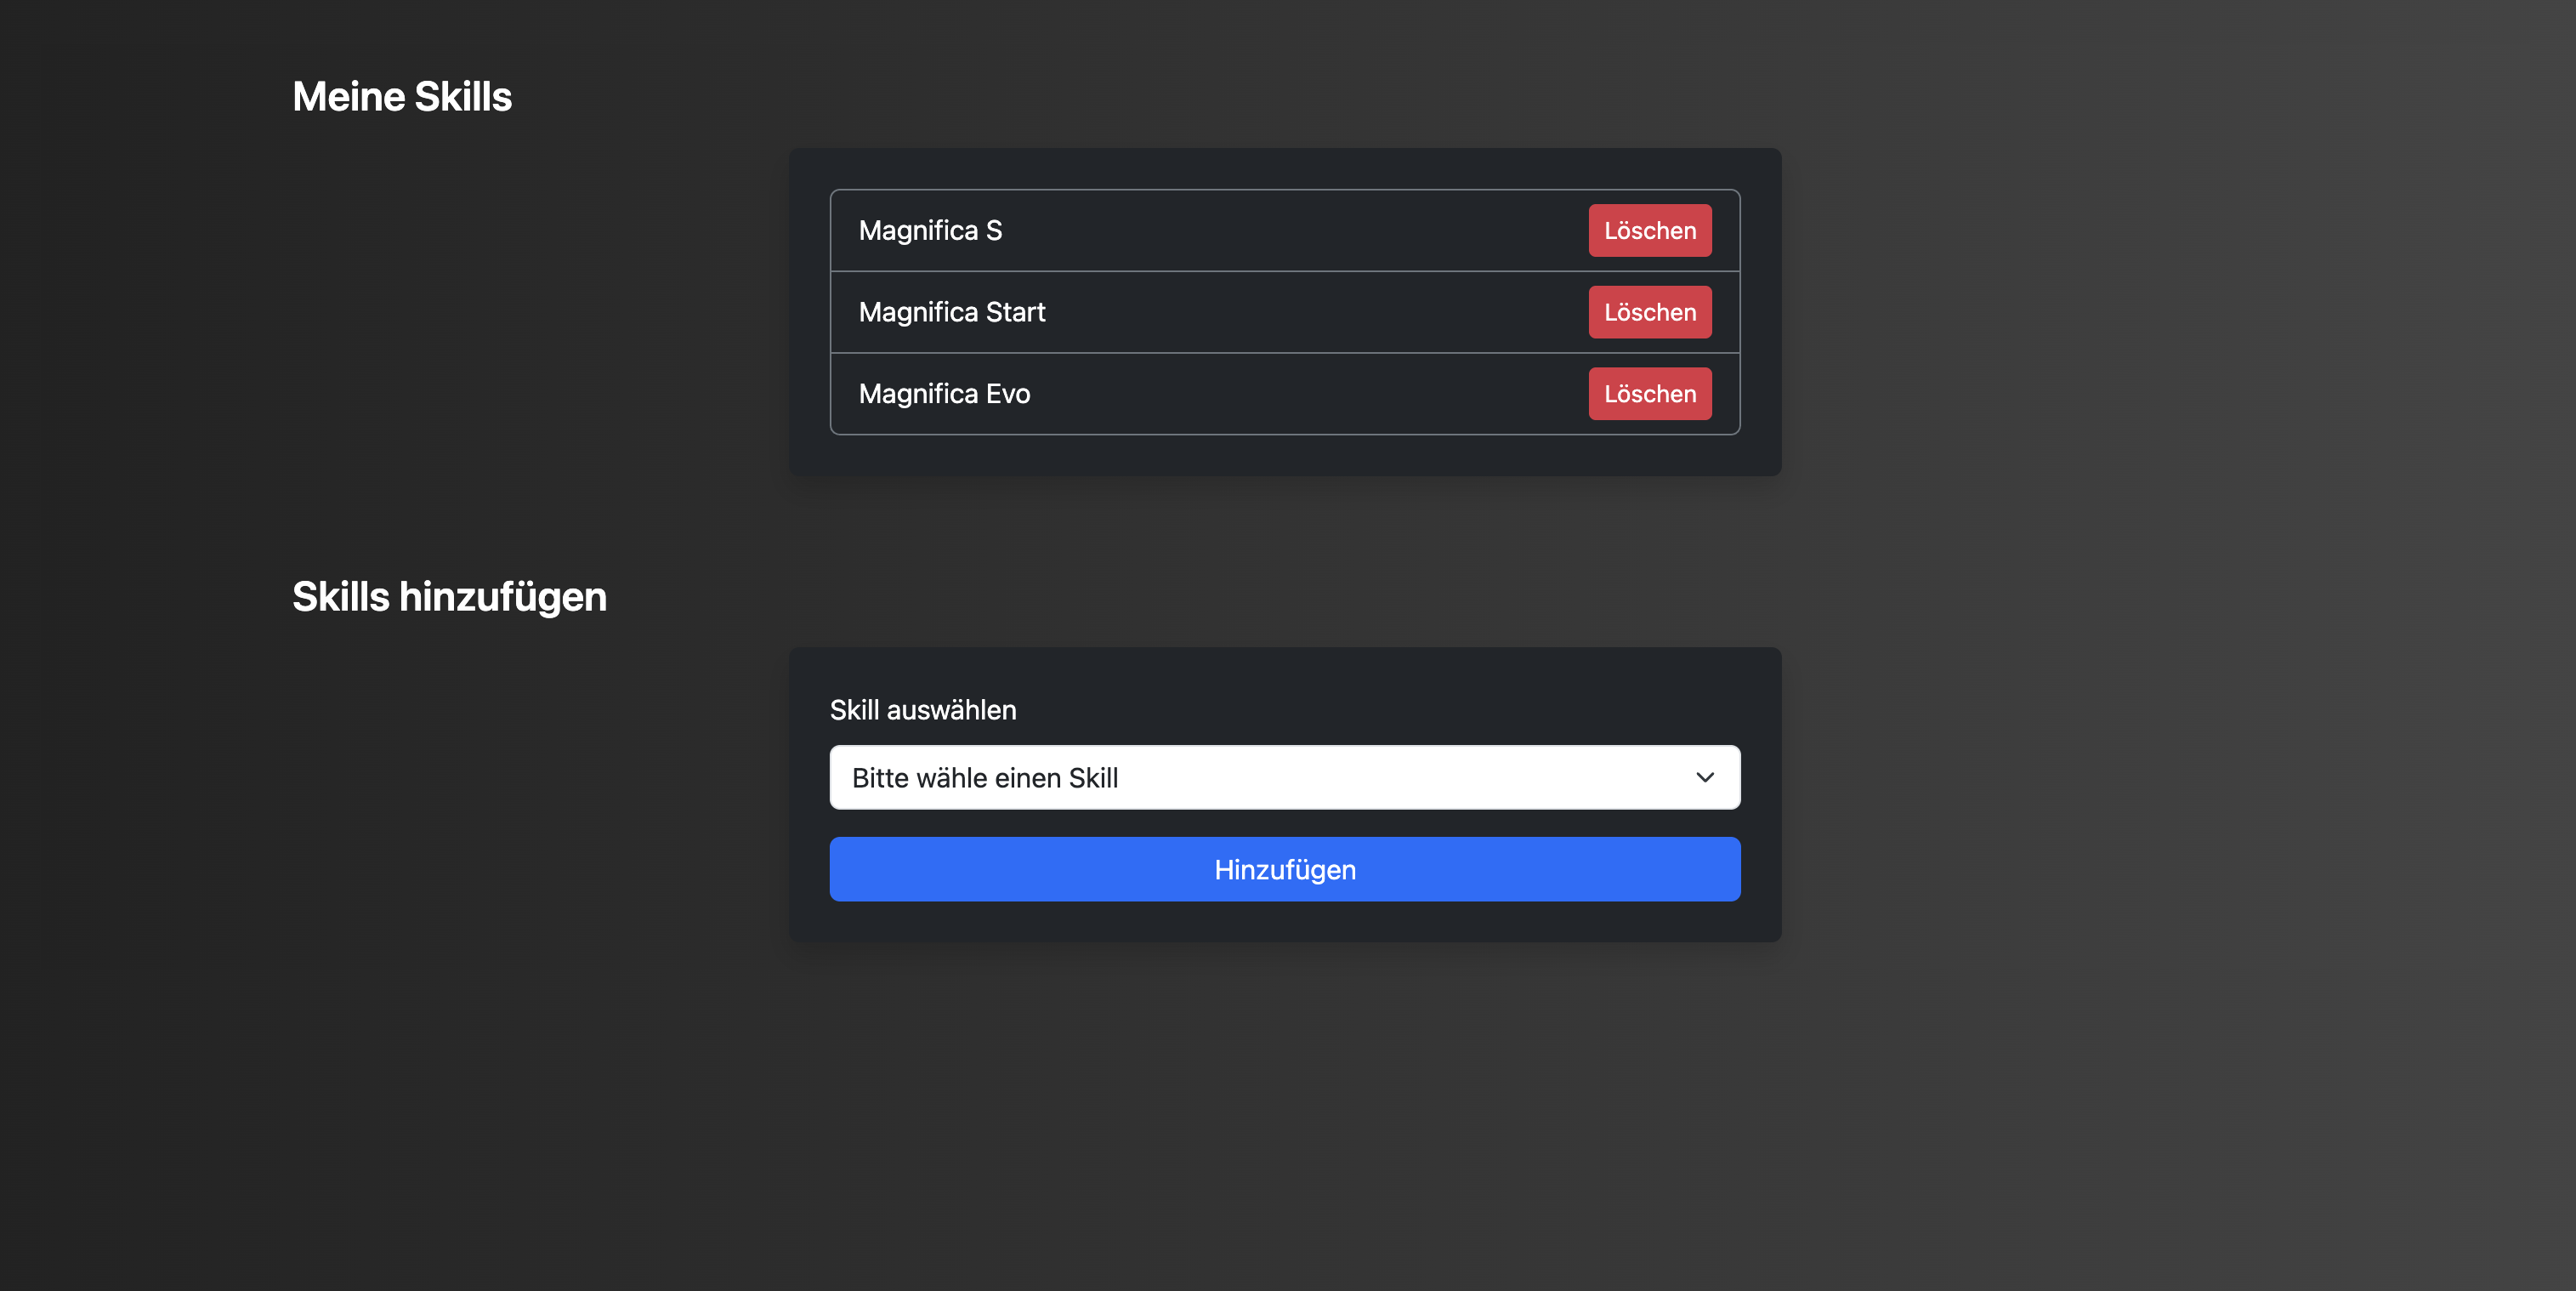 Meine Skills
Magnifica S Löschen
Magnifica Start Löschen
Magnifica Evo Löschen
Skills hinzufügen
Skill auswählen
Bitte wähle einen Skill
Hinzufügen